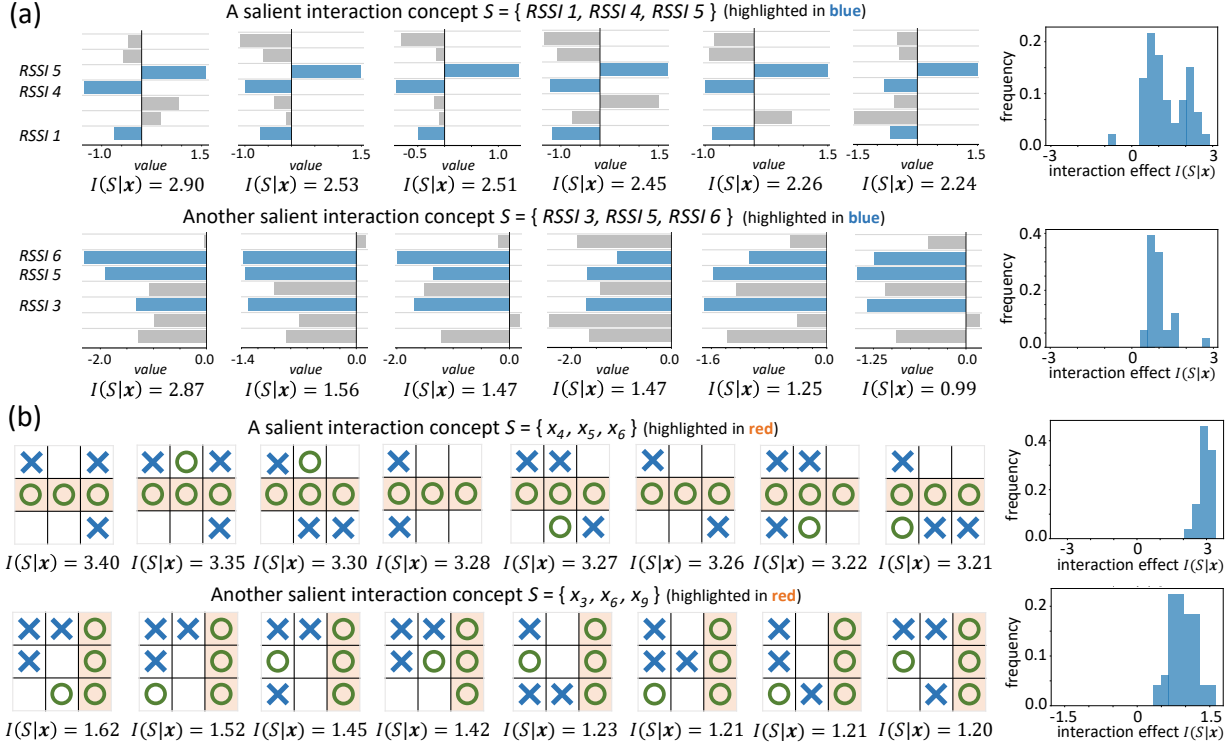 (a)
A salient interaction concept S = { RSSI 1, RSSI 4, RSSI 5 } (highlighted in blue)
RSSI 5
RSSI 4
RSSI 1
-1.0 1.5
value
I(S|x) = 2.90
-1.0 1.5
value
I(S|x) = 2.53
-0.5 1.0
value
I(S|x) = 2.51
-1.0 1.5
value
I(S|x) = 2.45
-1.0 1.5
value
I(S|x) = 2.26
-1.5 1.5
value
I(S|x) = 2.24
frequency
0.2
0.1
0.0
-3 0 3
interaction effect I(S|x)
Another salient interaction concept S = { RSSI 3, RSSI 5, RSSI 6 } (highlighted in blue)
RSSI 6
RSSI 5
RSSI 3
-2.0 0.0
value
I(S|x) = 2.87
-1.4 0.0
value
I(S|x) = 1.56
-2.0 0.0
value
I(S|x) = 1.47
-2.0 0.0
value
I(S|x) = 1.47
-1.6 0.0
value
I(S|x) = 1.25
-1.25 0.0
value
I(S|x) = 0.99
frequency
0.4
0.2
0.0
-3 0 3
interaction effect I(S|x)
(b)
A salient interaction concept S = { x4, x5, x6 } (highlighted in red)
I(S|x) = 3.40 I(S|x) = 3.35 I(S|x) = 3.30 I(S|x) = 3.28 I(S|x) = 3.27 I(S|x) = 3.26 I(S|x) = 3.22 I(S|x) = 3.21
frequency
0.4
0.2
0.0
-3 0 3
interaction effect I(S|x)
Another salient interaction concept S = { x3, x6, x9 } (highlighted in red)
I(S|x) = 1.62 I(S|x) = 1.52 I(S|x) = 1.45 I(S|x) = 1.42 I(S|x) = 1.23 I(S|x) = 1.21 I(S|x) = 1.21 I(S|x) = 1.20
frequency
0.2
0.1
0.0
-1.5 0 1.5
interaction effect I(S|x)